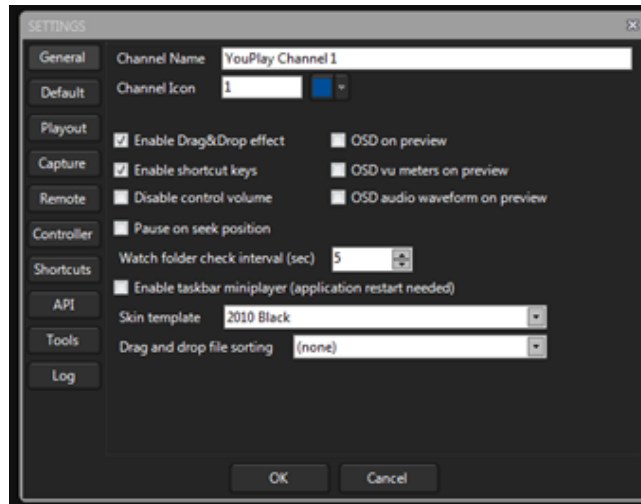 SETTINGS
General
Default
Playout
Capture
Remote
Controller
Shortcuts
API
Tools
Log
Channel Name YouPlay Channel 1
Channel Icon 1
Enable Drag&Drop effect OSD on preview
Enable shortcut keys OSD vu meters on preview
Disable control volume OSD audio waveform on preview
Pause on seek position
Watch folder check interval (sec) 5
Enable taskbar miniplayer (application restart needed)
Skin template 2010 Black
Drag and drop file sorting (none)
OK Cancel